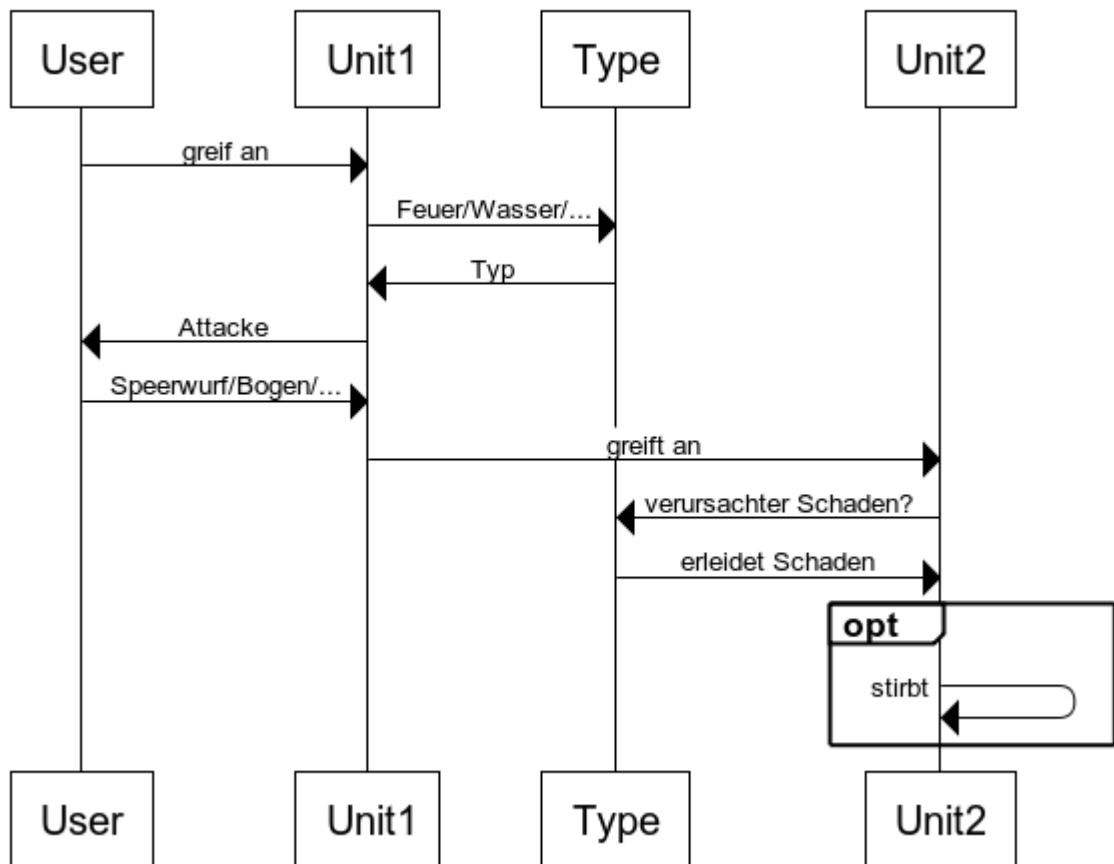 User
Unit1
Type
Unit2
greif an
Feuer/Wasser/...
Typ
Attacke
Speerwurf/Bogen/...
greift an
verursachter Schaden?
erleidet Schaden
opt
stirbt
User
Unit1
Type
Unit2